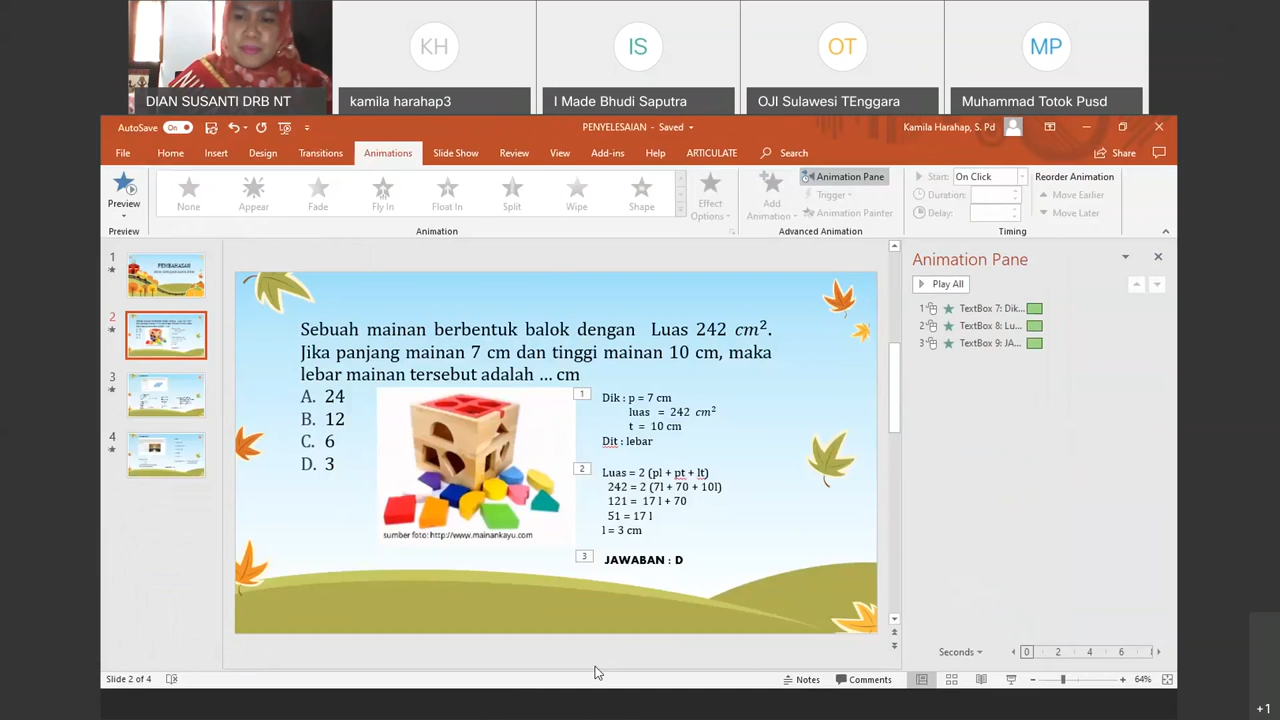 KH
IS
OT
MP
DIAN SUSANTI DRB NT
kamila harahap3
I Made Bhudi Saputra
OJI Sulawesi TEnggara
Muhammad Totok Pusd
AutoSave On
PENYELESAIAN - Saved
Kamila Harahap, S. Pd
File Home Insert Design Transitions Animations Slide Show Review View Add-ins Help ARTICULATE Search Share
Preview
None Appear Fade Fly In Float In Split Wipe Shape
Effect Options
Add Animation
Animation Pane
Trigger
Animation Painter
Start: On Click
Duration:
Delay:
Reorder Animation
Move Earlier
Move Later
Preview Animation Advanced Animation Timing
1
PEMBAHASAN
2
3
4
Sebuah mainan berbentuk balok dengan Luas 242 cm².
Jika panjang mainan 7 cm dan tinggi mainan 10 cm, maka
lebar mainan tersebut adalah ... cm
A. 24
B. 12
C. 6
D. 3
sumber foto: http://www.mainankayu.com
1
Dik : p = 7 cm
luas = 242 cm²
t = 10 cm
Dit : lebar
2
Luas = 2 (pl + pt + lt)
242 = 2 (7l + 70 + 10l)
121 = 17 l + 70
51 = 17 l
l = 3 cm
3
JAWABAN : D
Animation Pane
Play All
1 TextBox 7: Dik...
2 TextBox 8: Lu...
3 TextBox 9: JA...
Seconds 0 2 4 6
Slide 2 of 4
Notes Comments 64%
+1